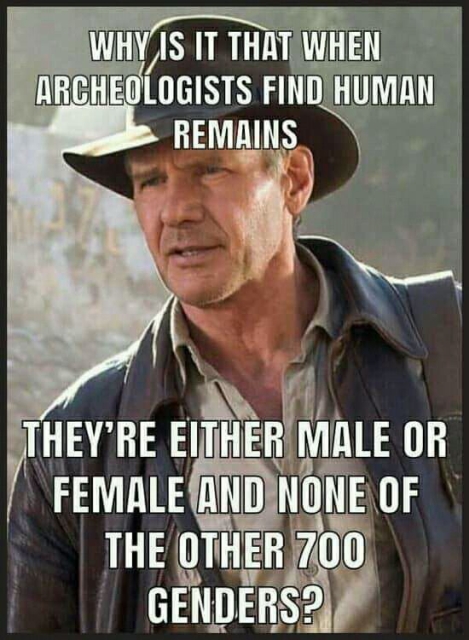 WHY IS IT THAT WHEN
ARCHEOLOGISTS FIND HUMAN
REMAINS
THEY'RE EITHER MALE OR
FEMALE AND NONE OF
THE OTHER 700
GENDERS?